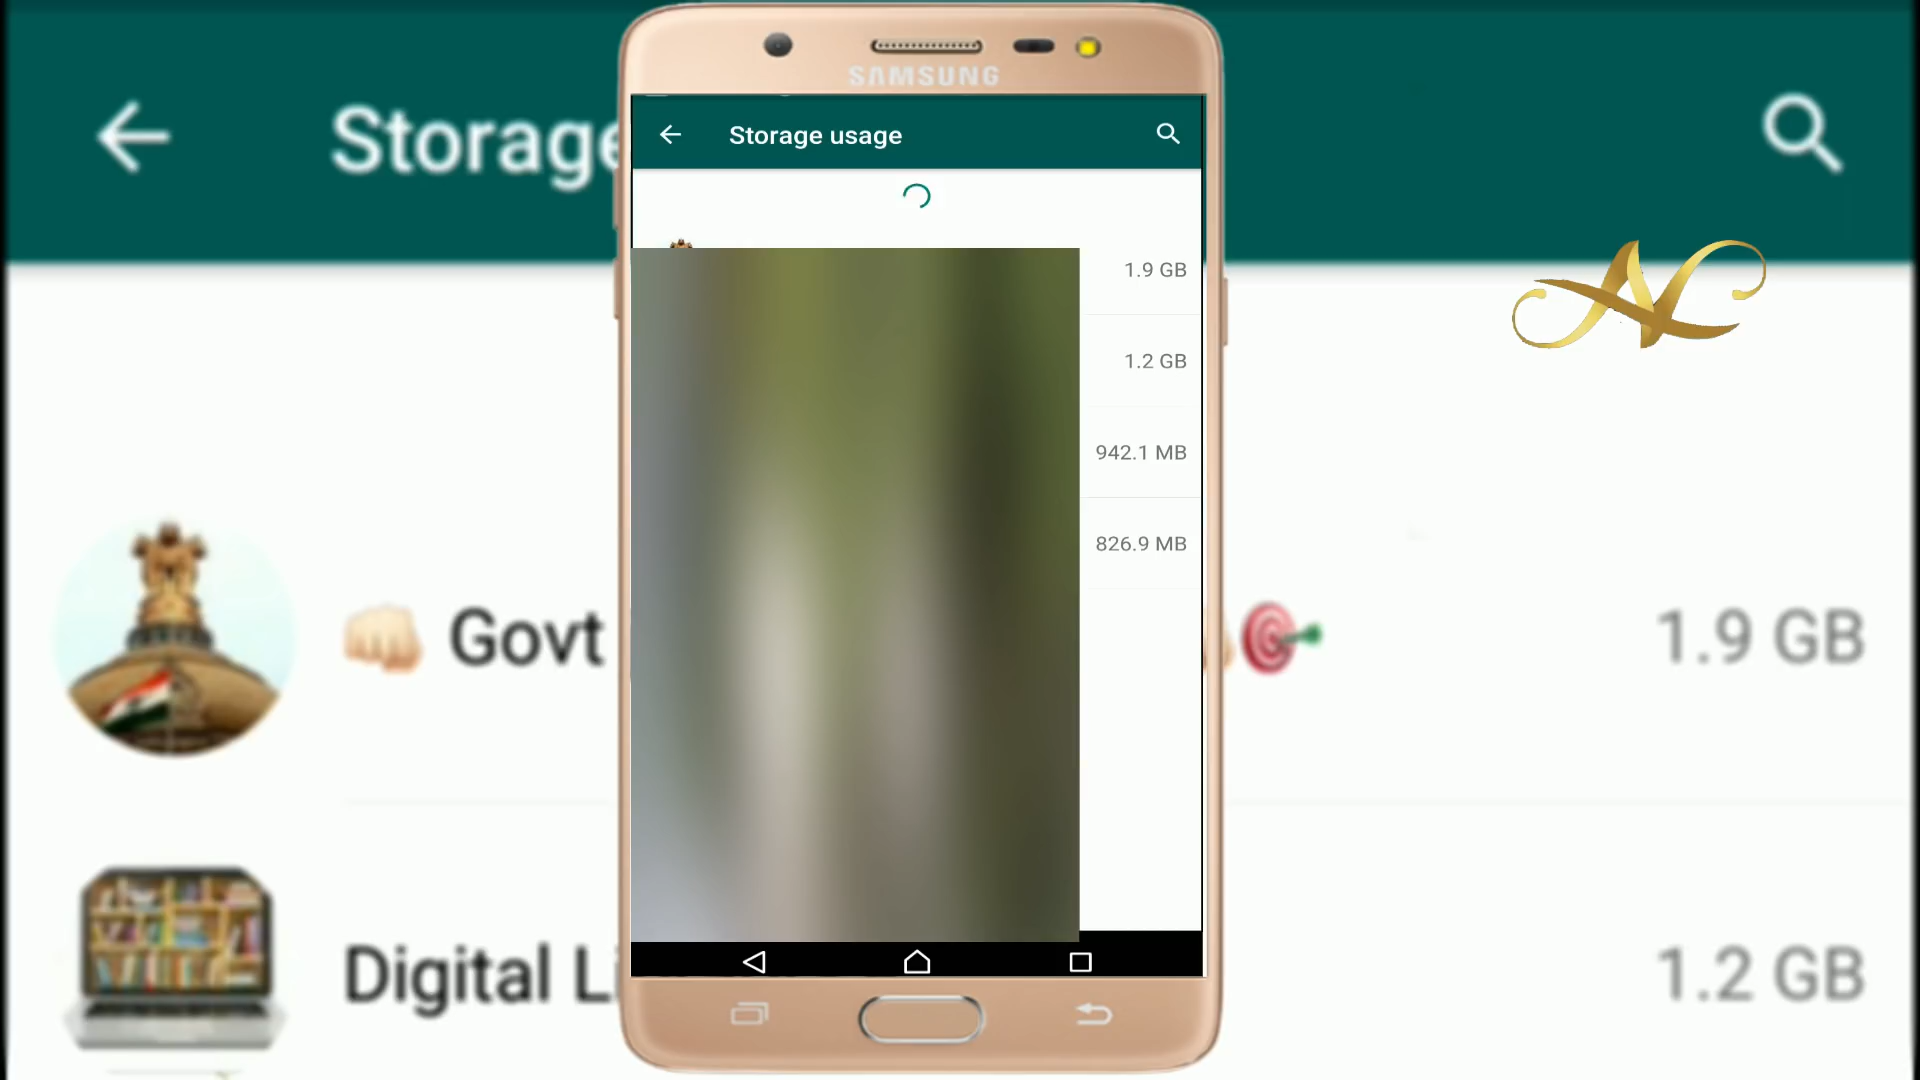 Storage
SAMSUNG
Storage usage
1.9 GB
1.2 GB
942.1 MB
826.9 MB
AC
👊🏻 Govt
🎯
1.9 GB
Digital
1.2 GB